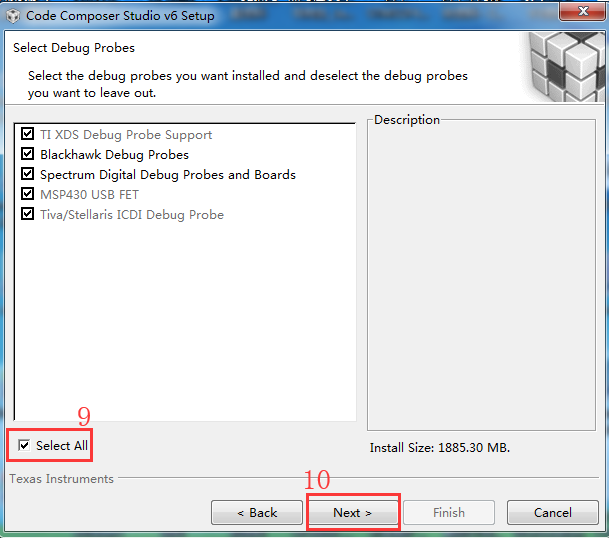 Code Composer Studio v6 Setup
Select Debug Probes
Select the debug probes you want installed and deselect the debug probes
you want to leave out.
TI XDS Debug Probe Support
Blackhawk Debug Probes
Spectrum Digital Debug Probes and Boards
MSP430 USB FET
Tiva/Stellaris ICDI Debug Probe
Description
9
Select All
Install Size: 1885.30 MB.
Texas Instruments
10
< Back
Next >
Finish
Cancel